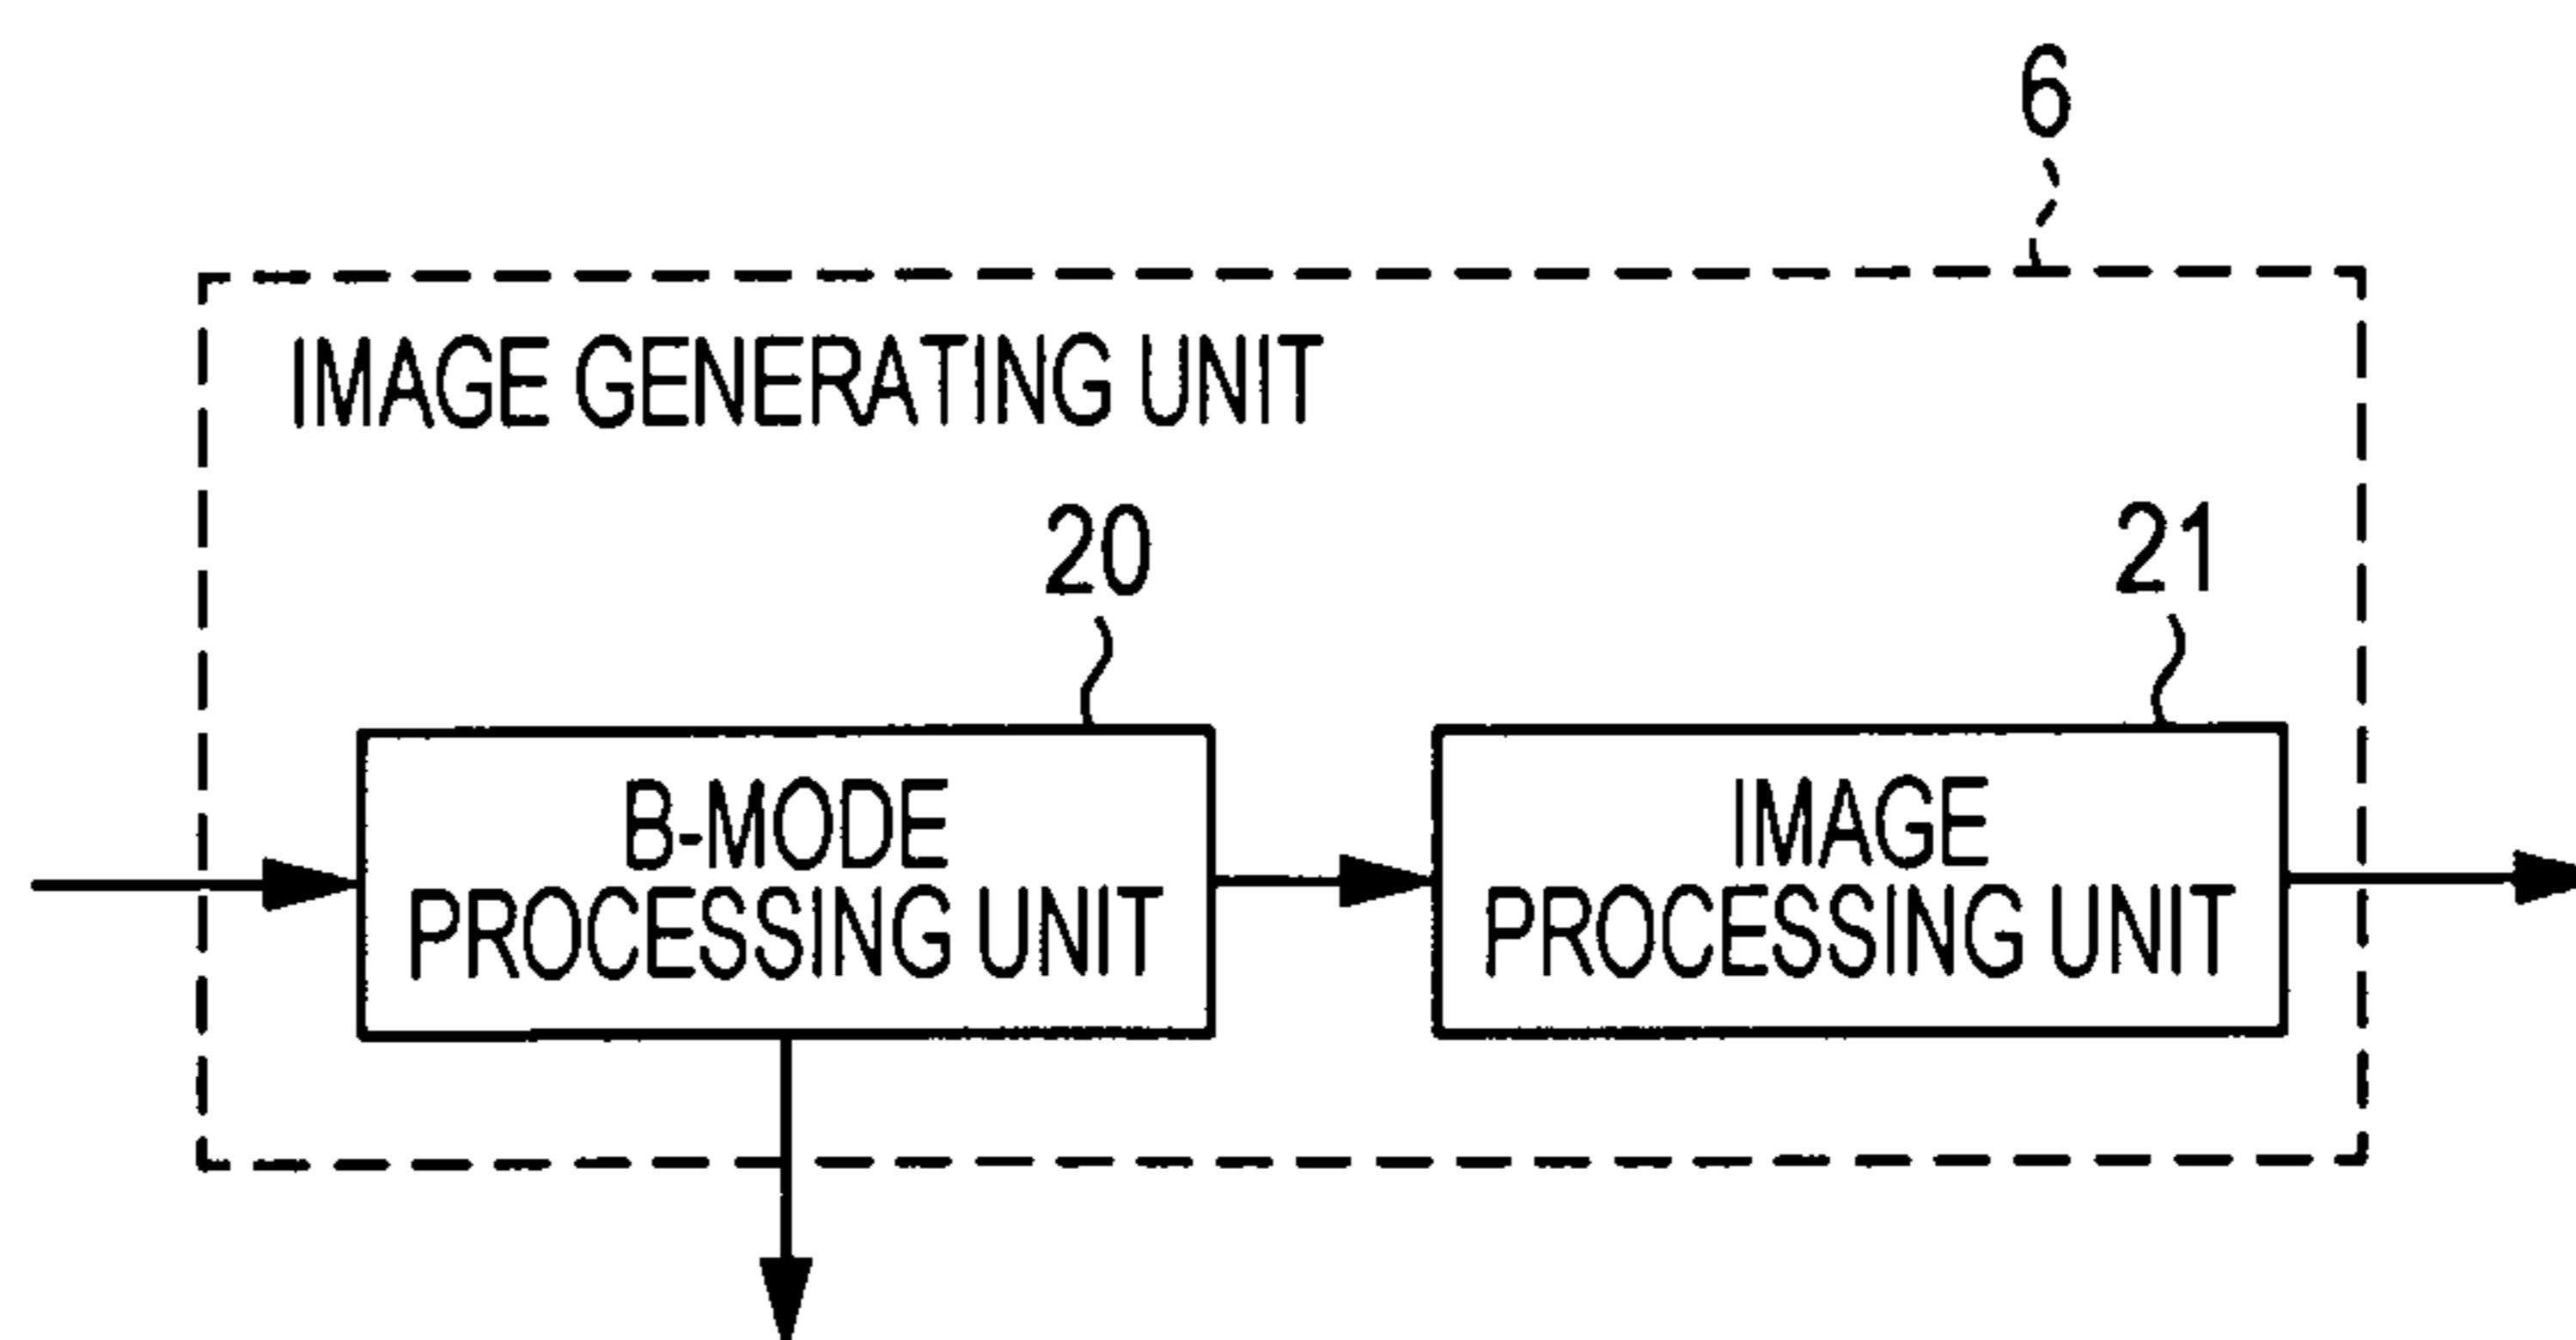 6
IMAGE GENERATING UNIT
20
21
B-MODE
PROCESSING UNIT
IMAGE
PROCESSING UNIT